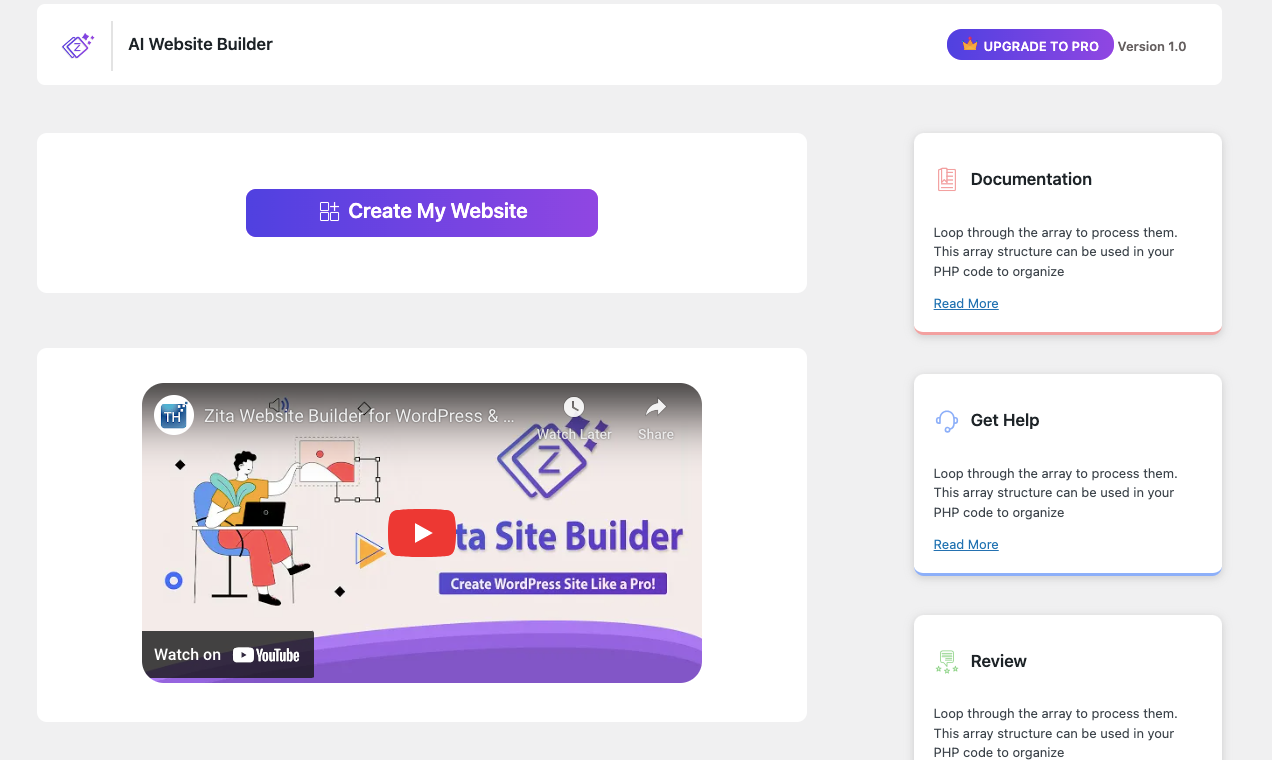 Z
AI Website Builder
UPGRADE TO PRO
Version 1.0
Create My Website
TH
Zita Website Builder for WordPress & ...
Watch Later
Share
Z
ta Site Builder
Create WordPress Site Like a Pro!
Watch on YouTube
Documentation
Loop through the array to process them.
This array structure can be used in your
PHP code to organize
Read More
Get Help
Loop through the array to process them.
This array structure can be used in your
PHP code to organize
Read More
Review
Loop through the array to process them.
This array structure can be used in your
PHP code to organize